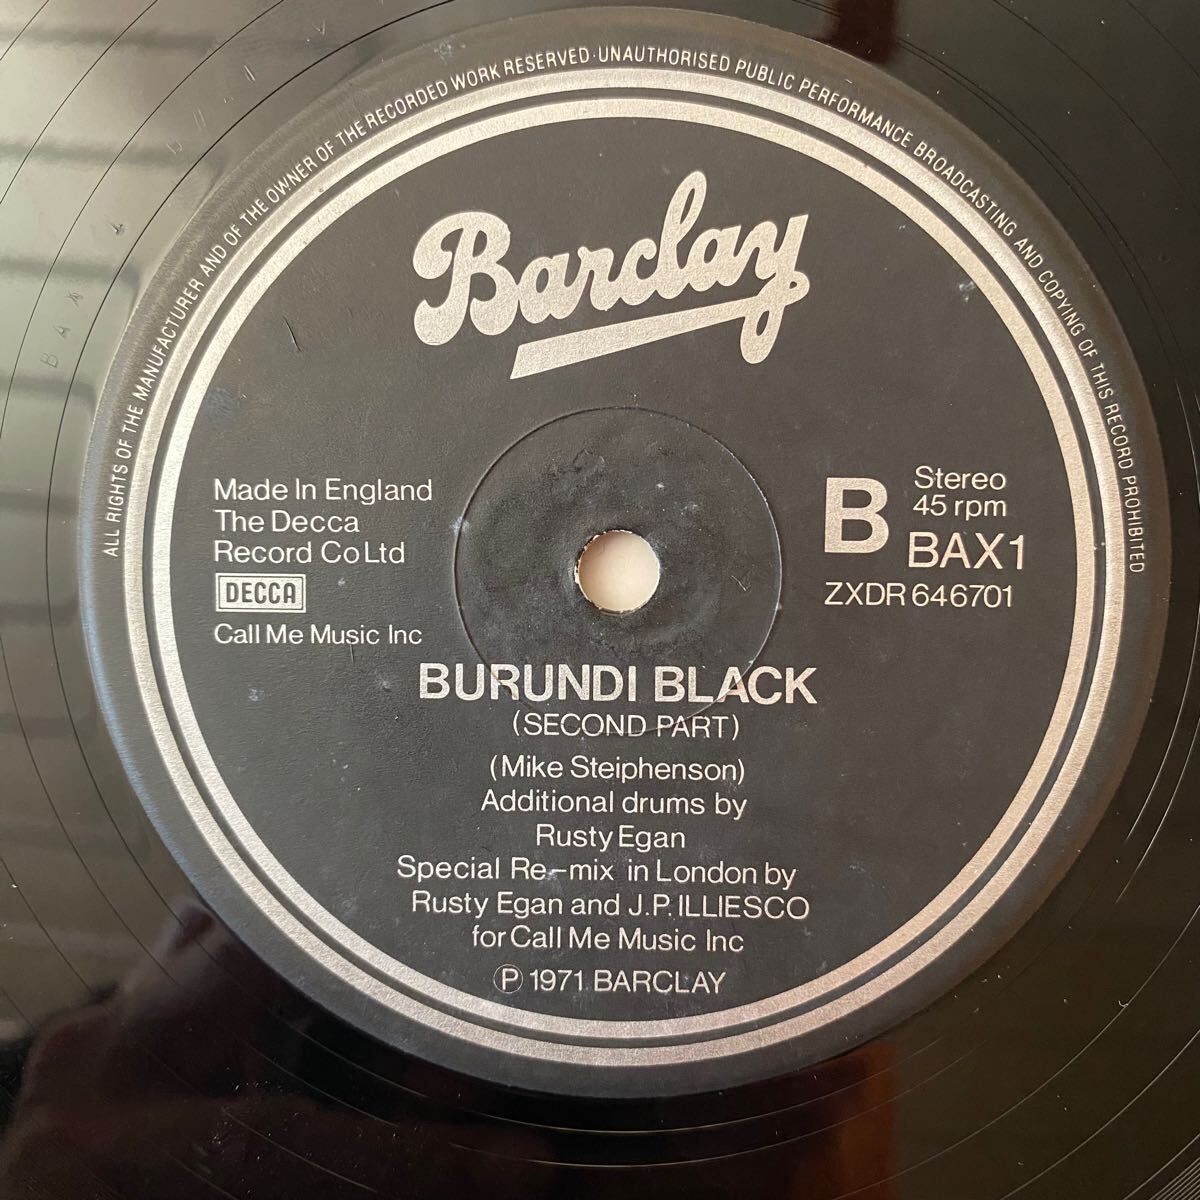 ALL RIGHTS OF THE MANUFACTURER AND OF THE OWNER OF THE RECORDED WORK RESERVED · UNAUTHORISED PUBLIC PERFORMANCE BROADCASTING AND COPYING OF THIS RECORD PROHIBITED
Barclay
Made In England
The Decca
Record Co Ltd
DECCA
Call Me Music Inc
B
Stereo
45 rpm
BAX1
ZXDR 646701
BURUNDI BLACK
(SECOND PART)
(Mike Steiphenson)
Additional drums by
Rusty Egan
Special Re-mix in London by
Rusty Egan and J.P. ILLIESCO
for Call Me Music Inc
Ⓟ 1971 BARCLAY